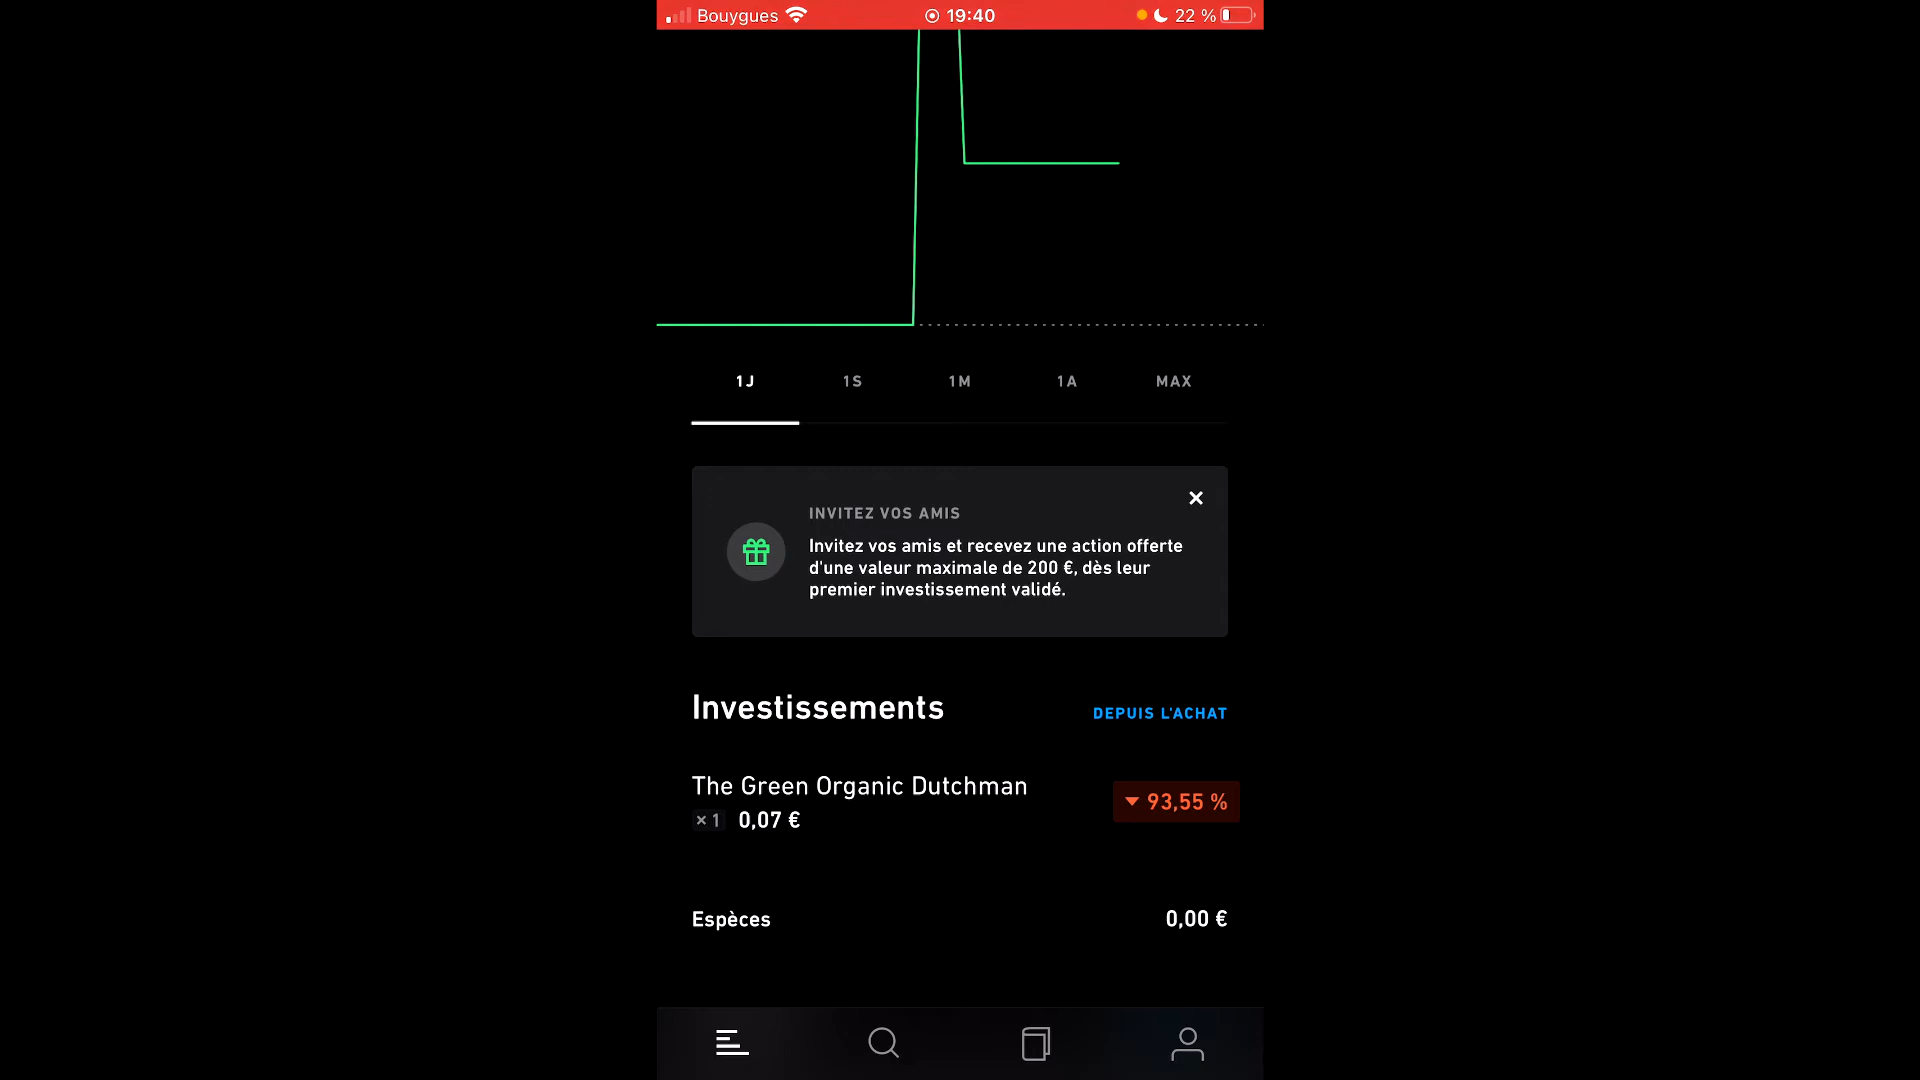 Bouygues 19:40 22 %
1J 1S 1M 1A MAX
INVITEZ VOS AMIS
Invitez vos amis et recevez une action offerte
d'une valeur maximale de 200 €, dès leur
premier investissement validé.
Investissements DEPUIS L'ACHAT
The Green Organic Dutchman
93,55 %
× 1 0,07 €
Espèces 0,00 €